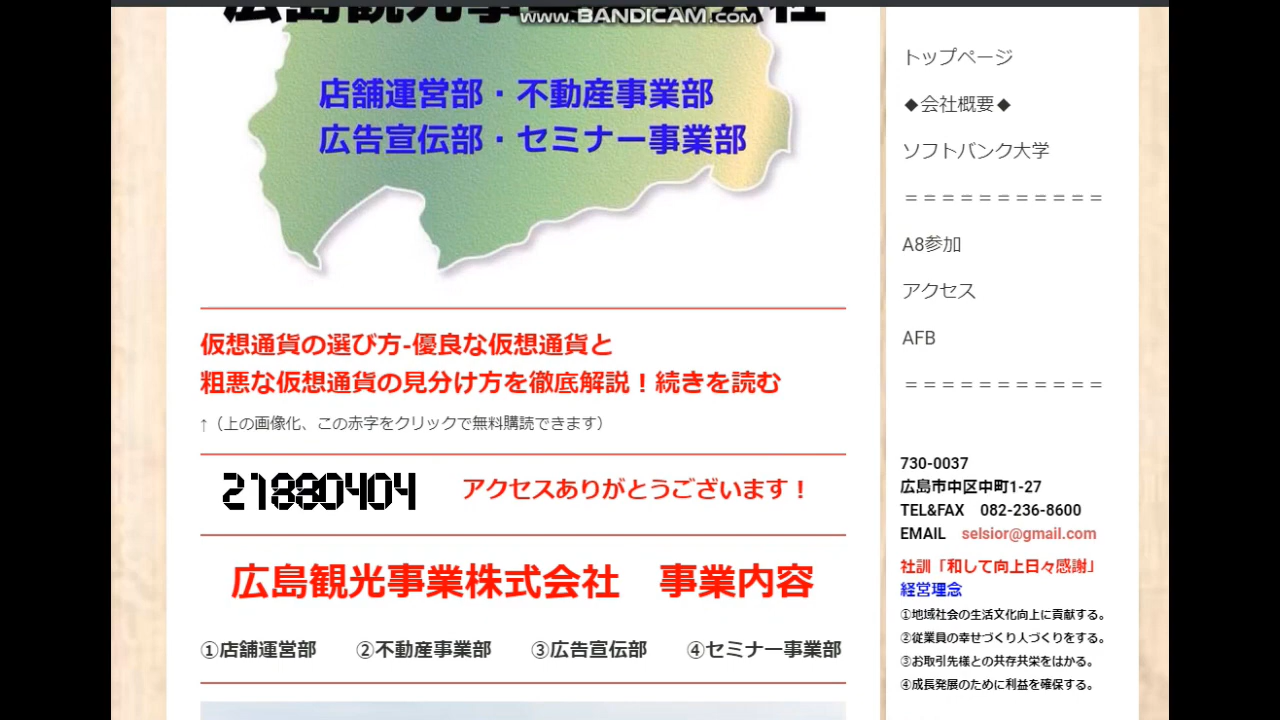 広島観光事業株式会社
www.BANDICAM.com
店舗運営部・不動産事業部
広告宣伝部・セミナー事業部
仮想通貨の選び方-優良な仮想通貨と
粗悪な仮想通貨の見分け方を徹底解説！続きを読む
↑（上の画像化、この赤字をクリックで無料購読できます）
21880404
アクセスありがとうございます！
広島観光事業株式会社　事業内容
①店舗運営部　②不動産事業部　③広告宣伝部　④セミナー事業部
トップページ
◆会社概要◆
ソフトバンク大学
＝＝＝＝＝＝＝＝＝＝＝
A8参加
アクセス
AFB
＝＝＝＝＝＝＝＝＝＝＝
730-0037
広島市中区中町1-27
TEL&FAX　082-236-8600
EMAIL　selsior@gmail.com
社訓「和して向上日々感謝」
経営理念
①地域社会の生活文化向上に貢献する。
②従業員の幸せづくり人づくりをする。
③お取引先様との共存共栄をはかる。
④成長発展のために利益を確保する。